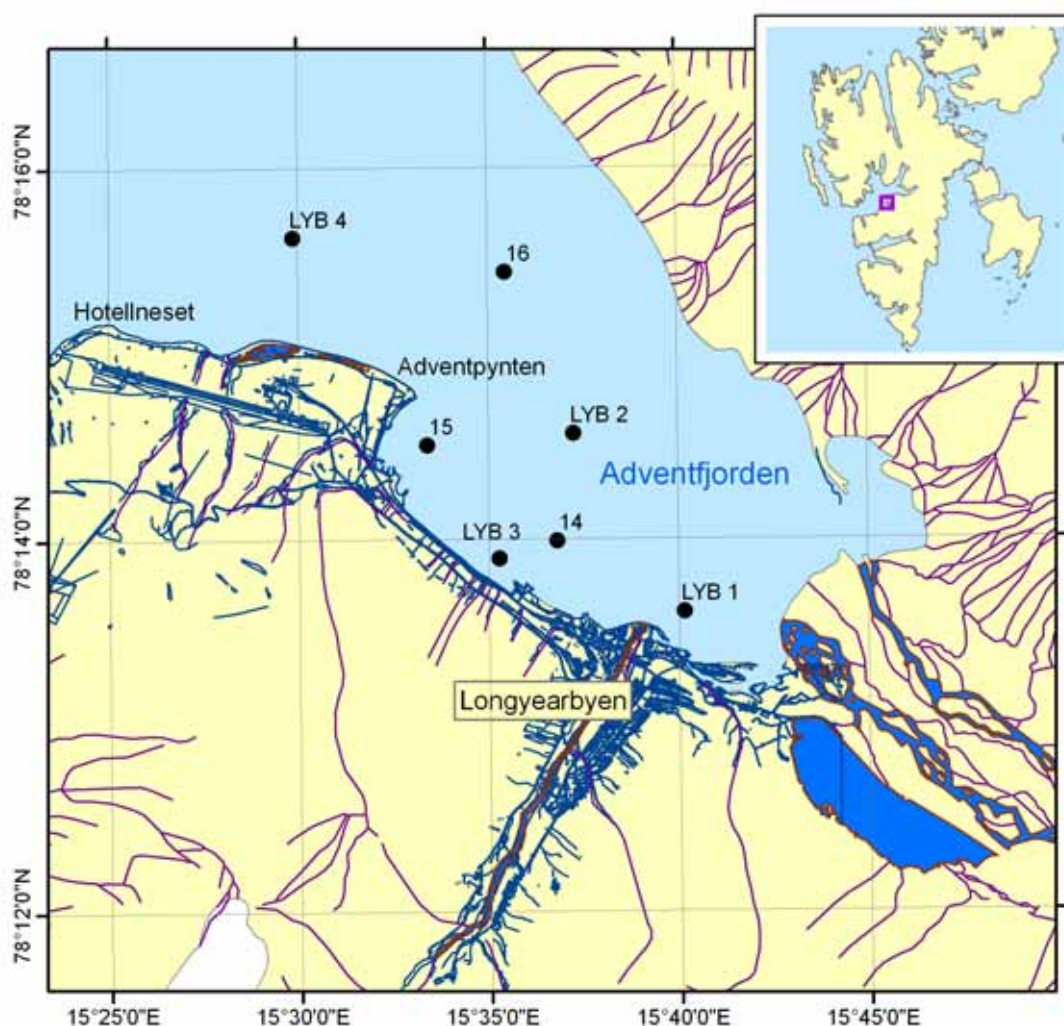 78°16'0"N
LYB 4
16
Hotellneset
Adventpynten
LYB 2
15
Adventfjorden
78°14'0"N
14
LYB 3
LYB 1
Longyearbyen
78°12'0"N
15°25'0"E
15°30'0"E
15°35'0"E
15°40'0"E
15°45'0"E